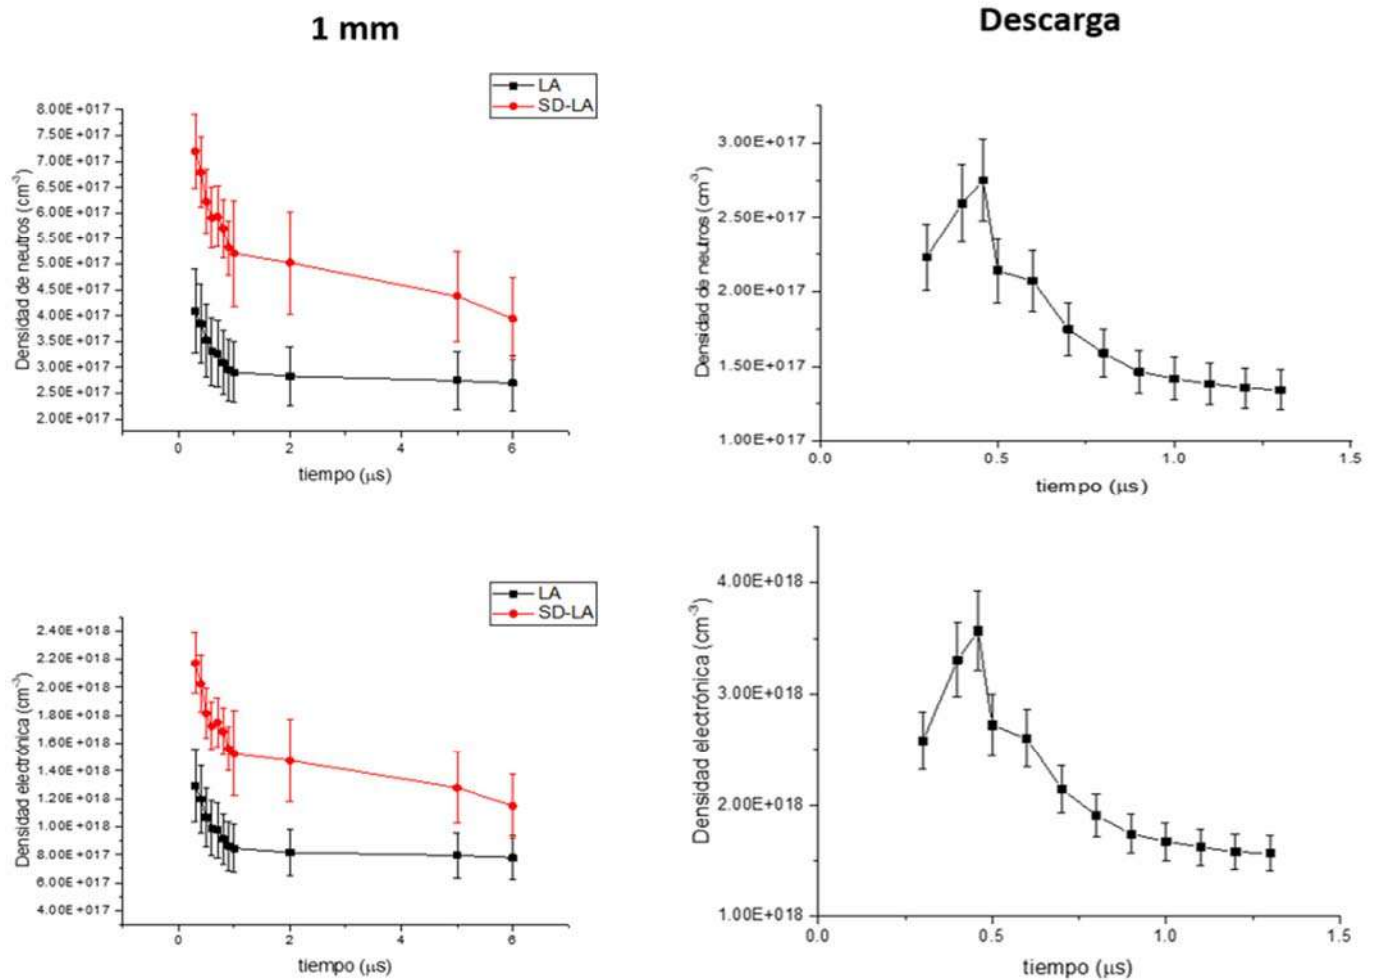 1 mm
LA
SD-LA
8.00E+017
7.50E+017
7.00E+017
6.50E+017
6.00E+017
5.50E+017
5.00E+017
4.50E+017
4.00E+017
3.50E+017
3.00E+017
2.50E+017
2.00E+017
Densidad de neutros (cm-3)
0 2 4 6
tiempo (μs)
Descarga
3.00E+017
2.50E+017
2.00E+017
1.50E+017
1.00E+017
Densidad de neutros (cm-3)
0.0 0.5 1.0 1.5
tiempo (μs)
LA
SD-LA
2.40E+018
2.20E+018
2.00E+018
1.80E+018
1.60E+018
1.40E+018
1.20E+018
1.00E+018
8.00E+017
6.00E+017
4.00E+017
Densidad electrónica (cm-3)
0 2 4 6
tiempo (μs)
4.00E+018
3.00E+018
2.00E+018
1.00E+018
Densidad electrónica (cm-3)
0.0 0.5 1.0 1.5
tiempo (μs)